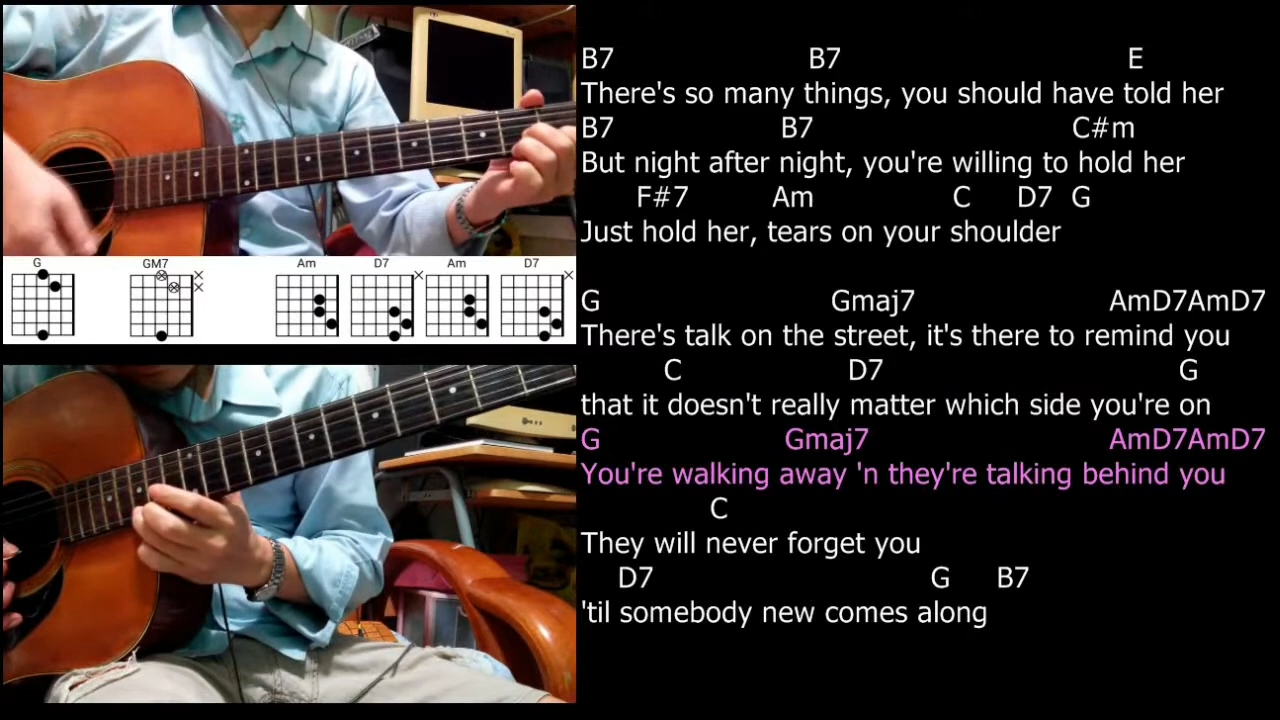 B7 B7 E
There's so many things, you should have told her
B7 B7 C#m
But night after night, you're willing to hold her
F#7 Am C D7 G
Just hold her, tears on your shoulder
G Gmaj7 AmD7AmD7
There's talk on the street, it's there to remind you
C D7 G
that it doesn't really matter which side you're on
G Gmaj7 AmD7AmD7
You're walking away 'n they're talking behind you
C
They will never forget you
D7 G B7
'til somebody new comes along
G GM7 Am D7 Am D7